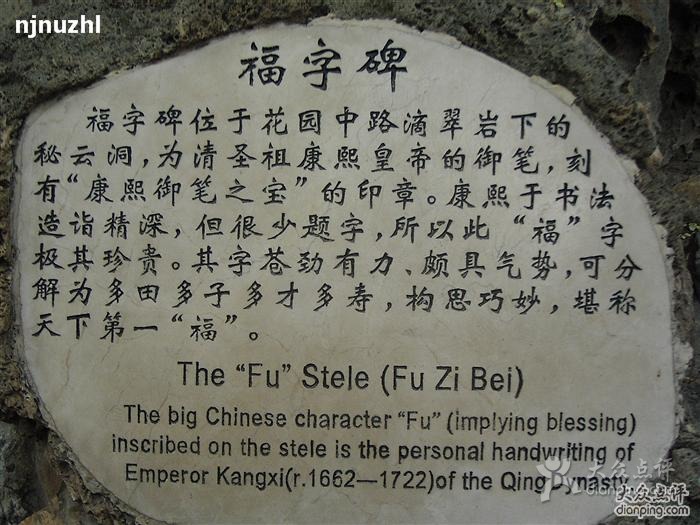 njnuzhl
福字碑
福字碑位于花园中路滴翠岩下的
秘云洞，为清圣祖康熙皇帝的御笔，刻
有“康熙御笔之宝”的印章。康熙于书法
造诣精深，但很少题字，所以此“福”字
极其珍贵。其字苍劲有力、颇具气势，可分
解为多田多子多才多寿，构思巧妙，堪称
天下第一“福”。
The “Fu” Stele (Fu Zi Bei)
The big Chinese character “Fu” (implying blessing)
inscribed on the stele is the personal handwriting of
Emperor Kangxi(r.1662—1722)of the Qing Dynasty.
大众点评
dianping.com
大众点评
dianping.com